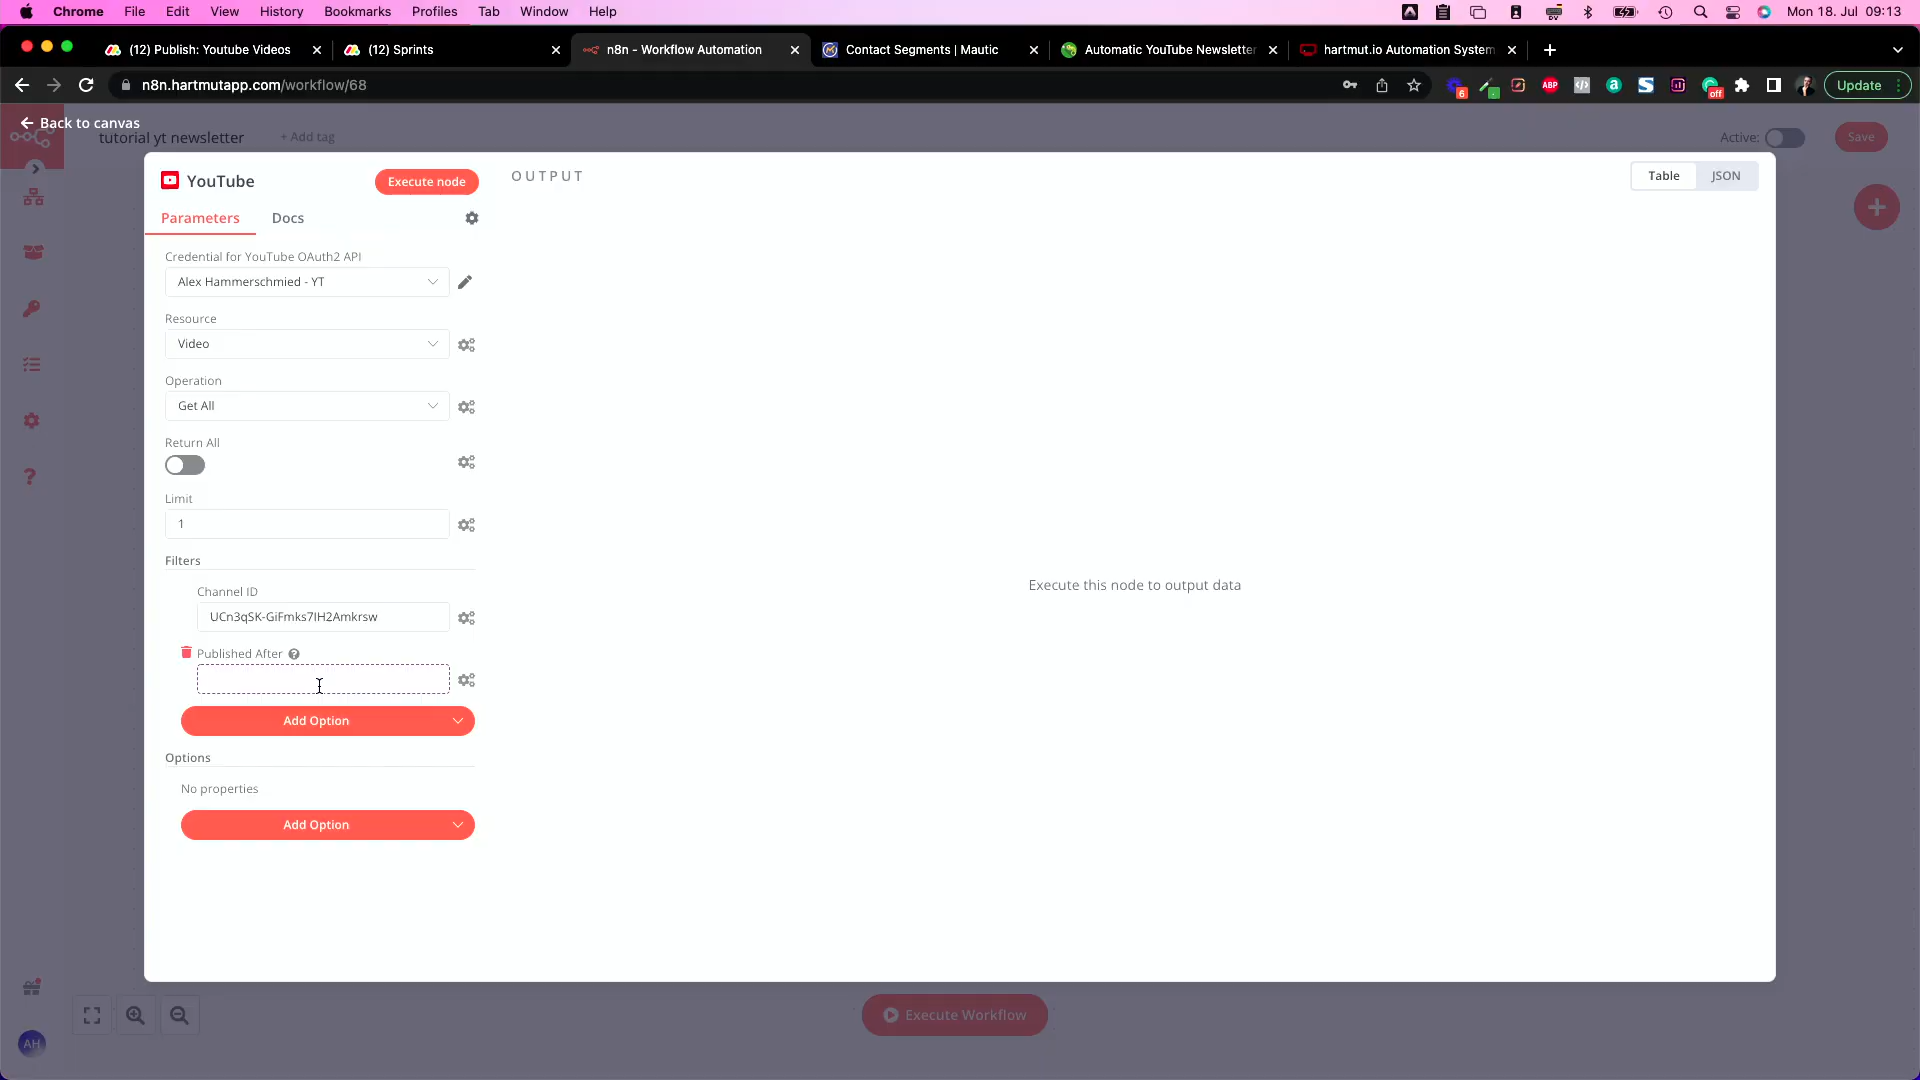 Chrome File Edit View History Bookmarks Profiles Tab Window Help
DV
Mon 18. Jul 09:13
(12) Publish: Youtube Videos
(12) Sprints
n8n - Workflow Automation
Contact Segments | Mautic
Automatic YouTube Newsletter
hartmut.io Automation System
n8n.hartmutapp.com/workflow/68
6
ABP
a
S
off
Update
Back to canvas
tutorial yt newsletter
+ Add tag
Active:
Save
YouTube
Execute node
OUTPUT
Table
JSON
Parameters
Docs
Credential for YouTube OAuth2 API
Alex Hammerschmied - YT
Resource
Video
Operation
Get All
Return All
Limit
1
Filters
Channel ID
UCn3qSK-GiFmks7IH2Amkrsw
Execute this node to output data
Published After
Add Option
Options
No properties
Add Option
Execute Workflow
AH